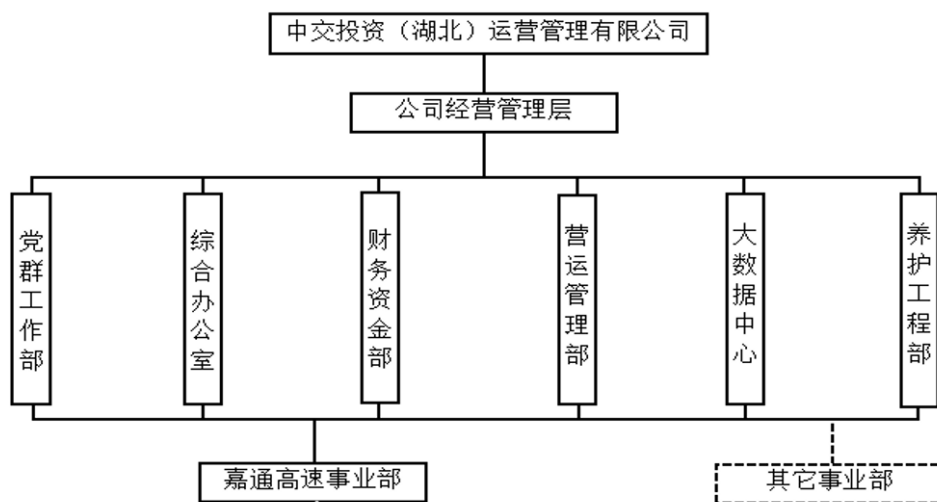 中交投资（湖北）运营管理有限公司
公司经营管理层
党群工作部
综合办公室
财务资金部
营运管理部
大数据中心
养护工程部
嘉通高速事业部
其它事业部